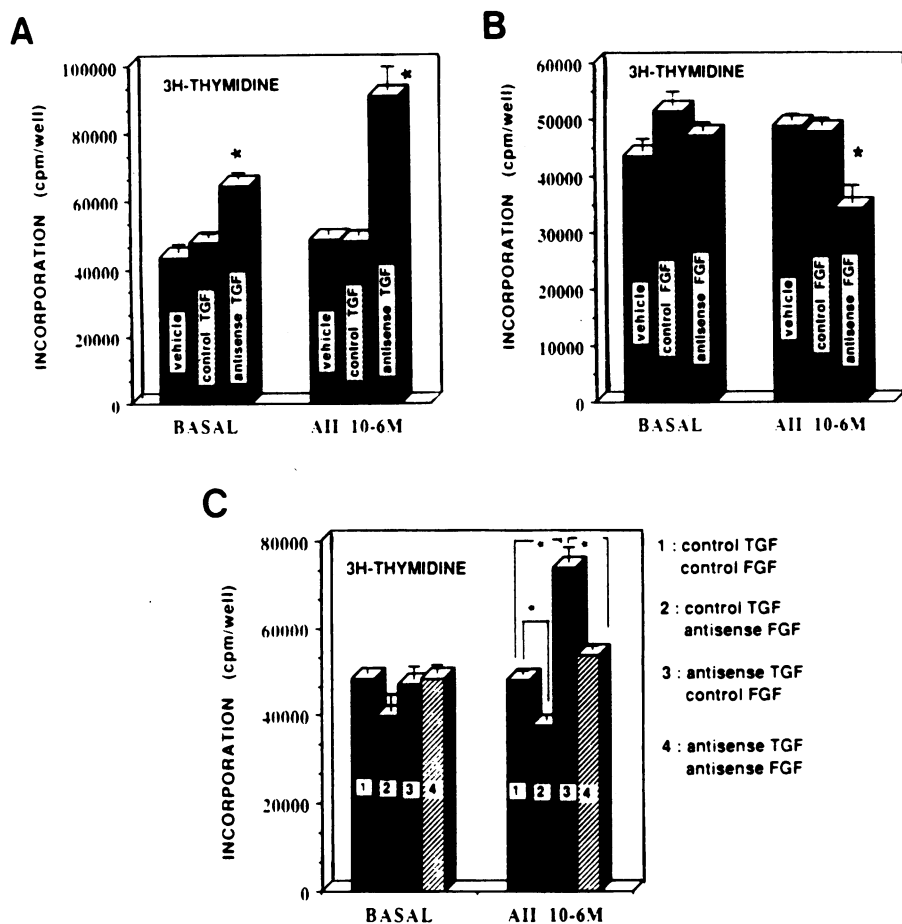 A
INCORPORATION (cpm/well)
100000
80000
60000
40000
20000
0
3H-THYMIDINE
*
*
vehicle
control TGF
antisense TGF
vehicle
control TGF
antisense TGF
BASAL
AII 10-6M
B
INCORPORATION (cpm/well)
60000
50000
40000
30000
20000
10000
0
3H-THYMIDINE
*
vehicle
control FGF
antisense FGF
vehicle
control FGF
antisense FGF
BASAL
AII 10-6M
C
INCORPORATION (cpm/well)
80000
60000
40000
20000
0
3H-THYMIDINE
*
*
*
1
2
3
4
1
2
3
4
BASAL
AII 10-6M
1 : control TGF
control FGF
2 : control TGF
antisense FGF
3 : antisense TGF
control FGF
4 : antisense TGF
antisense FGF